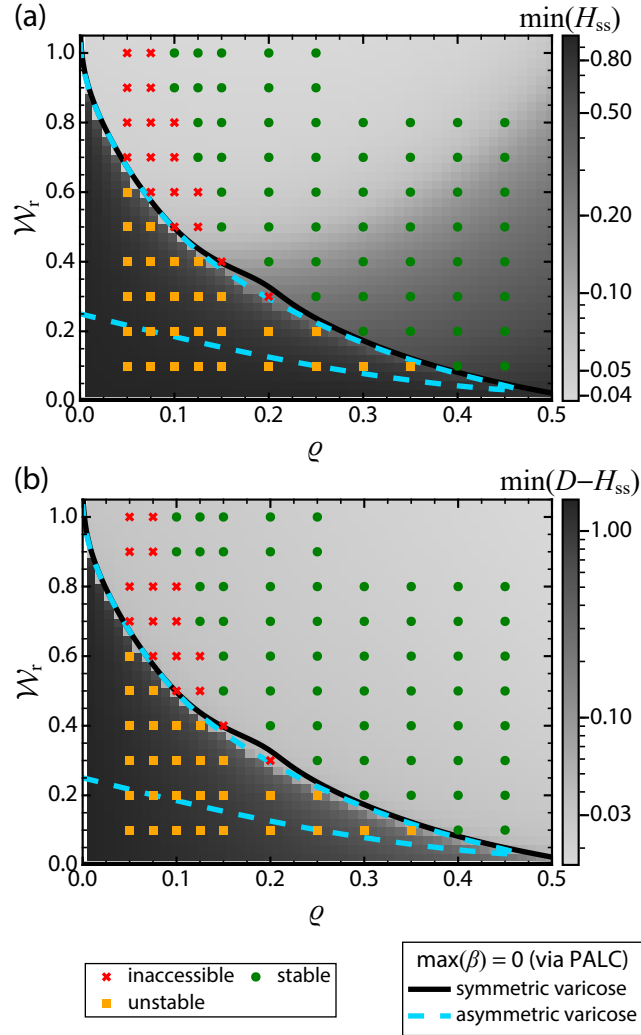 (a)
min(H_ss)
1.0
0.8
0.6
0.4
0.2
0.0
𝒲_r
0.0 0.1 0.2 0.3 0.4 0.5
ϱ
0.80
0.50
0.20
0.10
0.05
0.04
(b)
min(D−H_ss)
1.0
0.8
0.6
0.4
0.2
0.0
𝒲_r
0.0 0.1 0.2 0.3 0.4 0.5
ϱ
1.00
0.10
0.03
inaccessible
stable
unstable
max(β) = 0 (via PALC)
symmetric varicose
asymmetric varicose